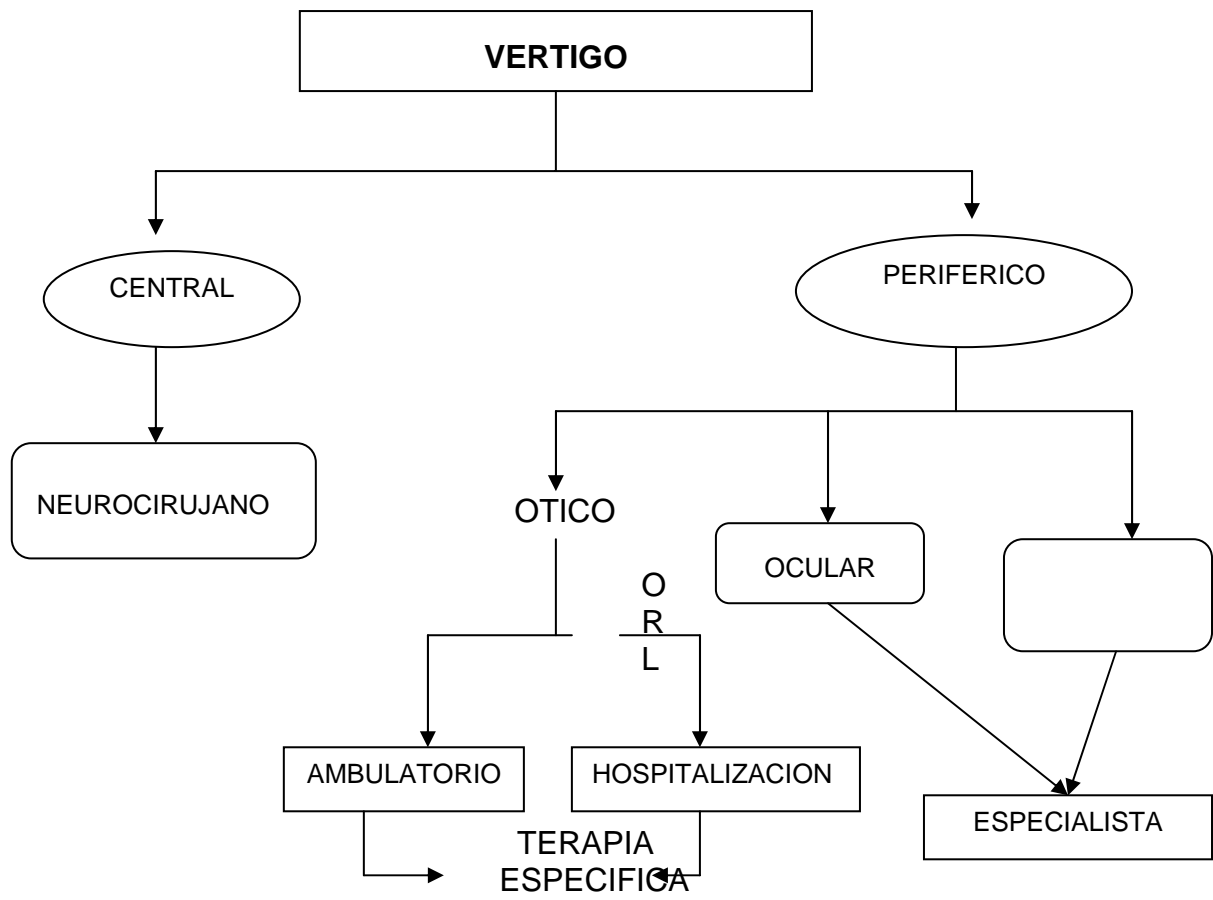 VERTIGO
CENTRAL
PERIFERICO
NEUROCIRUJANO
OTICO
OCULAR
O
R
L
AMBULATORIO
HOSPITALIZACION
ESPECIALISTA
TERAPIA
ESPECIFICA